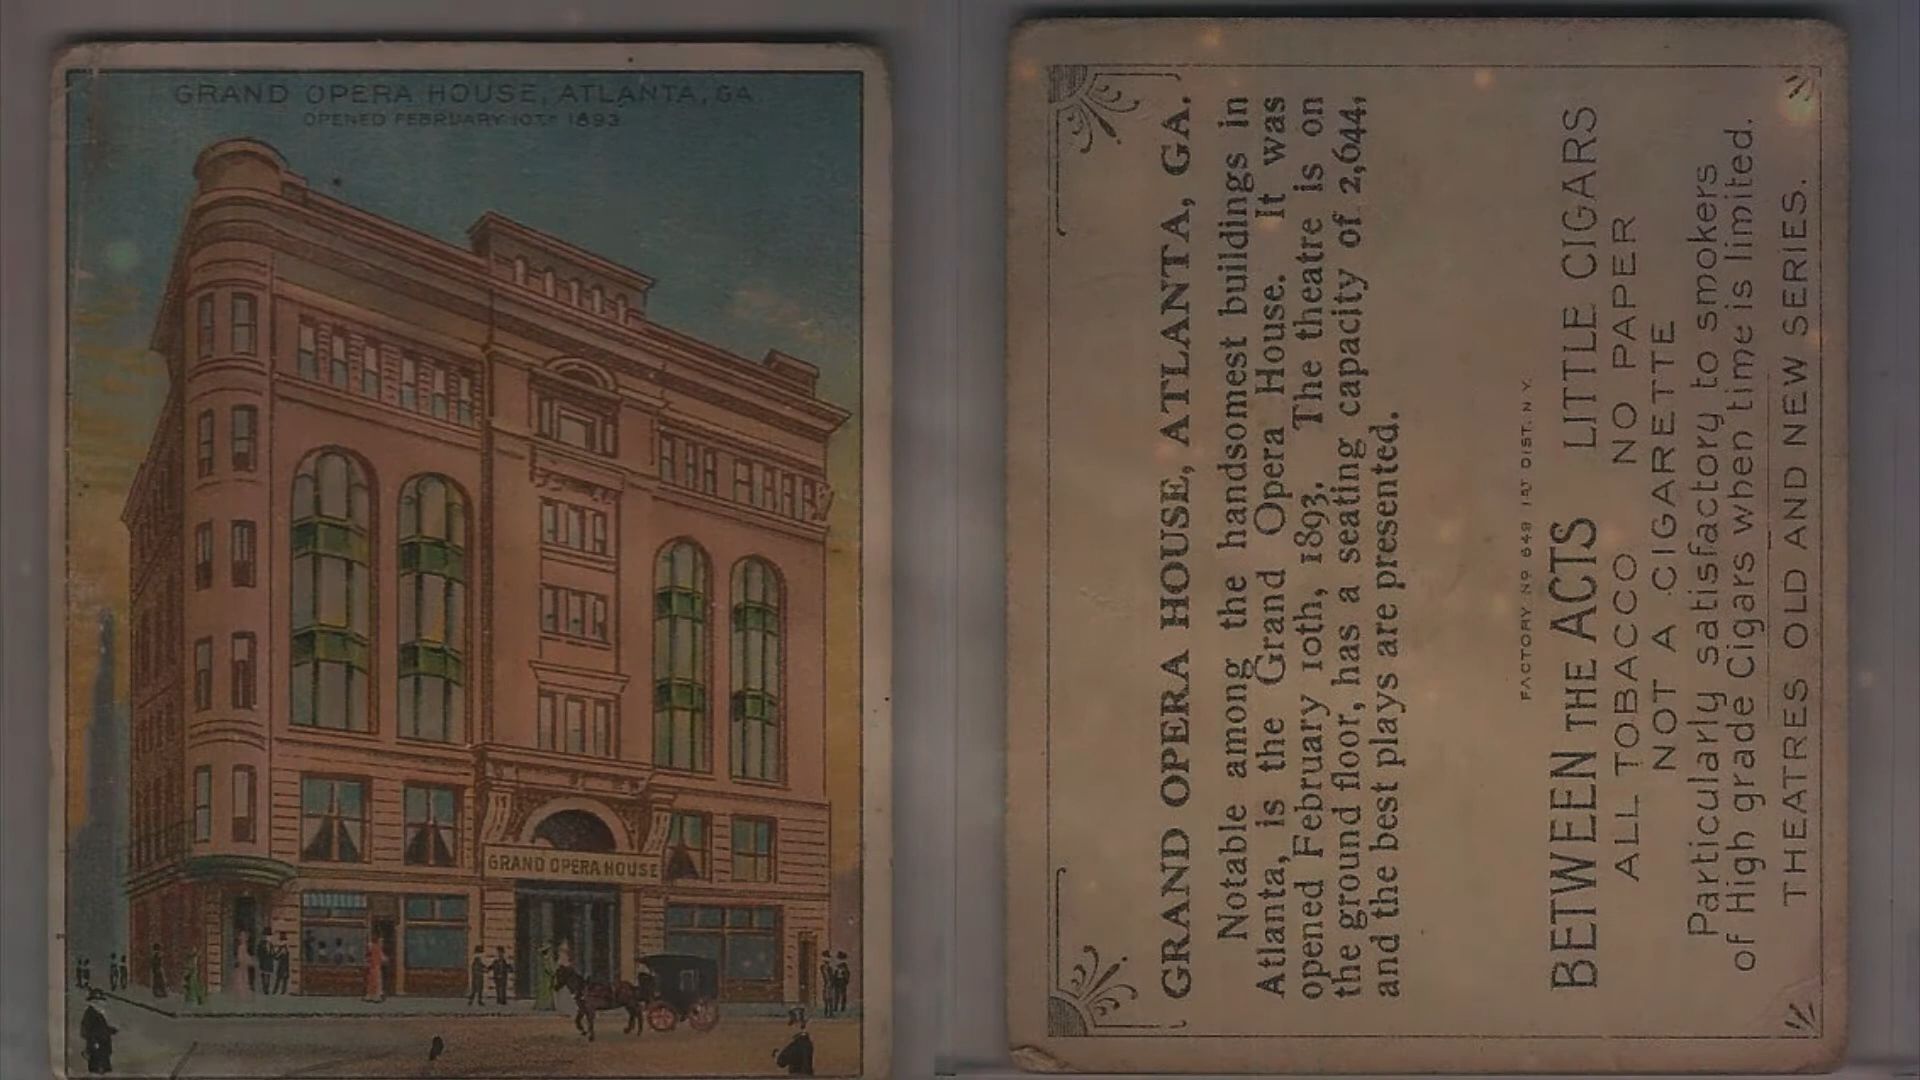 GRAND OPERA HOUSE, ATLANTA, GA
OPENED FEBRUARY 10TH 1893
GRAND OPERA HOUSE
GRAND OPERA HOUSE, ATLANTA, GA.
Notable among the handsomest buildings in
Atlanta, is the Grand Opera House. It was
opened February 10th, 1893. The theatre is on
the ground floor, has a seating capacity of 2,644,
and the best plays are presented.
FACTORY Nº 649 1ST DIST. N.Y.
BETWEEN THE ACTS LITTLE CIGARS
ALL TOBACCO NO PAPER
NOT A CIGARETTE
Particularly satisfactory to smokers
of High grade Cigars when time is limited.
THEATRES OLD AND NEW SERIES.